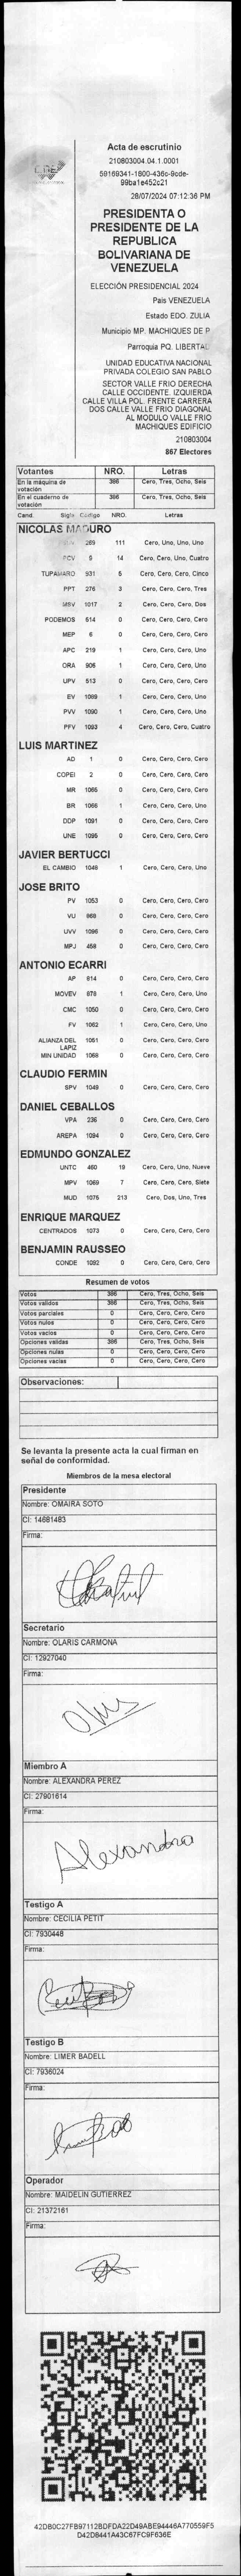 CNE
Acta de escrutinio
210803004.04.1.0001
59169341-1800-436c-9cde-
99ba1e452c21
28/07/2024 07:12:36 PM
PRESIDENTA O
PRESIDENTE DE LA
REPUBLICA
BOLIVARIANA DE
VENEZUELA
ELECCIÓN PRESIDENCIAL 2024
Pais VENEZUELA
Estado EDO. ZULIA
Municipio MP. MACHIQUES DE P
Parroquia PQ. LIBERTAD
UNIDAD EDUCATIVA NACIONAL
PRIVADA COLEGIO SAN PABLO
SECTOR VALLE FRIO DERECHA
CALLE OCCIDENTE. IZQUIERDA
CALLE VILLA POL. FRENTE CARRERA
DOS CALLE VALLE FRIO DIAGONAL
AL MODULO VALLE FRIO
MACHIQUES EDIFICIO
210803004
867 Electores
Votantes NRO. Letras
En la máquina de votación 386 Cero, Tres, Ocho, Seis
En el cuaderno de votación 386 Cero, Tres, Ocho, Seis
Cand. Sigla Código NRO. Letras
NICOLAS MADURO
289 111 Cero, Uno, Uno, Uno
PCV 9 14 Cero, Cero, Uno, Cuatro
TUPAMARO 931 5 Cero, Cero, Cero, Cinco
PPT 276 3 Cero, Cero, Cero, Tres
MSV 1017 2 Cero, Cero, Cero, Dos
PODEMOS 614 0 Cero, Cero, Cero, Cero
MEP 6 0 Cero, Cero, Cero, Cero
APC 219 1 Cero, Cero, Cero, Uno
ORA 906 1 Cero, Cero, Cero, Uno
UPV 513 0 Cero, Cero, Cero, Cero
EV 1099 1 Cero, Cero, Cero, Uno
PVV 1090 1 Cero, Cero, Cero, Uno
PFV 1093 4 Cero, Cero, Cero, Cuatro
LUIS MARTINEZ
AD 1 0 Cero, Cero, Cero, Cero
COPEI 2 0 Cero, Cero, Cero, Cero
MR 1065 0 Cero, Cero, Cero, Cero
BR 1066 1 Cero, Cero, Cero, Uno
DDP 1091 0 Cero, Cero, Cero, Cero
UNE 1095 0 Cero, Cero, Cero, Cero
JAVIER BERTUCCI
EL CAMBIO 1048 1 Cero, Cero, Cero, Uno
JOSE BRITO
PV 1053 0 Cero, Cero, Cero, Cero
VU 868 0 Cero, Cero, Cero, Cero
UVV 1096 0 Cero, Cero, Cero, Cero
MPJ 458 0 Cero, Cero, Cero, Cero
ANTONIO ECARRI
AP 814 0 Cero, Cero, Cero, Cero
MOVEV 878 1 Cero, Cero, Cero, Uno
CMC 1050 0 Cero, Cero, Cero, Cero
FV 1062 1 Cero, Cero, Cero, Uno
ALIANZA DEL LAPIZ 1051 0 Cero, Cero, Cero, Cero
MIN UNIDAD 1068 0 Cero, Cero, Cero, Cero
CLAUDIO FERMIN
SPV 1049 0 Cero, Cero, Cero, Cero
DANIEL CEBALLOS
VPA 236 0 Cero, Cero, Cero, Cero
AREPA 1094 0 Cero, Cero, Cero, Cero
EDMUNDO GONZALEZ
UNTC 460 19 Cero, Cero, Uno, Nueve
MPV 1069 7 Cero, Cero, Cero, Siete
MUD 1075 213 Cero, Dos, Uno, Tres
ENRIQUE MARQUEZ
CENTRADOS 1073 0 Cero, Cero, Cero, Cero
BENJAMIN RAUSSEO
CONDE 1092 0 Cero, Cero, Cero, Cero
Resumen de votos
Votos 386 Cero, Tres, Ocho, Seis
Votos validos 386 Cero, Tres, Ocho, Seis
Votos parciales 0 Cero, Cero, Cero, Cero
Votos nulos 0 Cero, Cero, Cero, Cero
Votos vacios 0 Cero, Cero, Cero, Cero
Opciones validas 386 Cero, Tres, Ocho, Seis
Opciones nulas 0 Cero, Cero, Cero, Cero
Opciones vacias 0 Cero, Cero, Cero, Cero
Observaciones:
Se levanta la presente acta la cual firman en
señal de conformidad.
Miembros de la mesa electoral
Presidente
Nombre: OMAIRA SOTO
CI: 14681483
Firma:
Secretario
Nombre: OLARIS CARMONA
CI: 12927040
Firma:
Miembro A
Nombre: ALEXANDRA PEREZ
CI: 27901614
Firma:
Alexandra
Testigo A
Nombre: CECILIA PETIT
CI: 7930448
Firma:
Testigo B
Nombre: LIMER BADELL
CI: 7936024
Firma:
Operador
Nombre: MAIDELIN GUTIERREZ
CI: 21372161
Firma:
42DB0C27FB97112BDFDA22D49ABE94446A770559F5
D42D8441A43C67FC9F636E